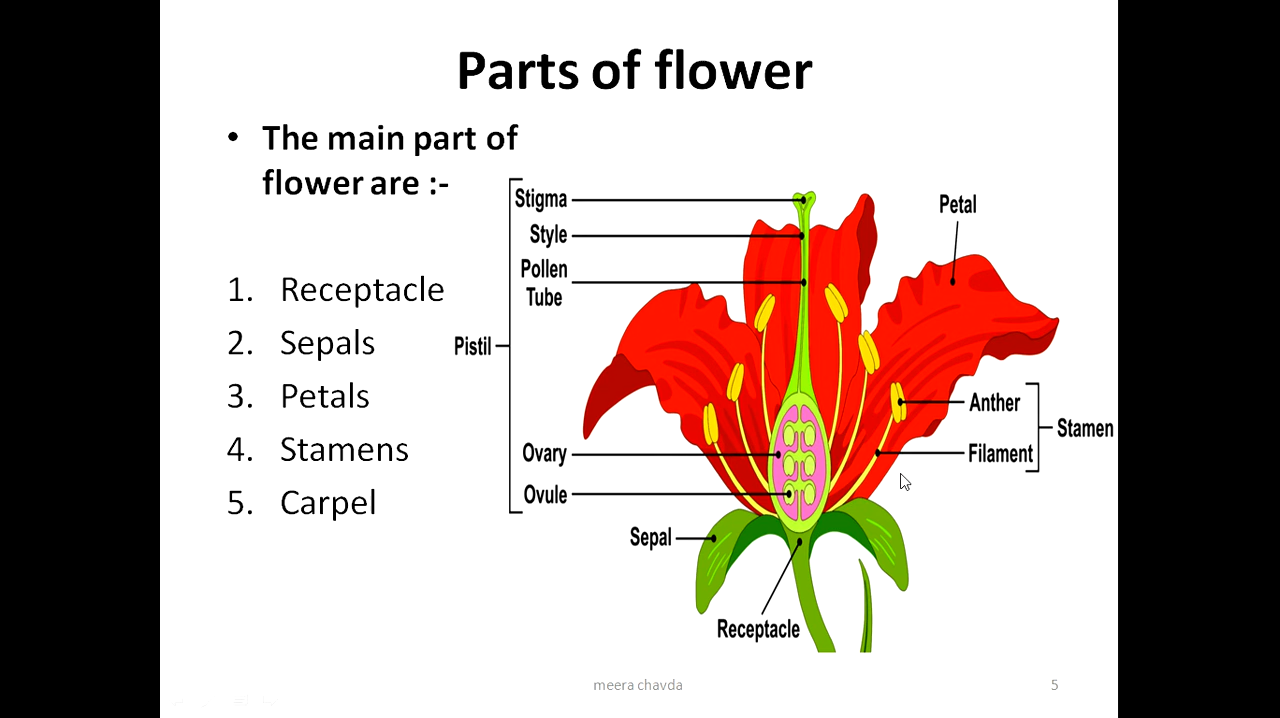 Parts of flower
• The main part of
flower are :-
1. Receptacle
2. Sepals
3. Petals
4. Stamens
5. Carpel
Pistil
Stigma
Style
Pollen
Tube
Ovary
Ovule
Sepal
Receptacle
Petal
Anther
Filament
Stamen
meera chavda
5